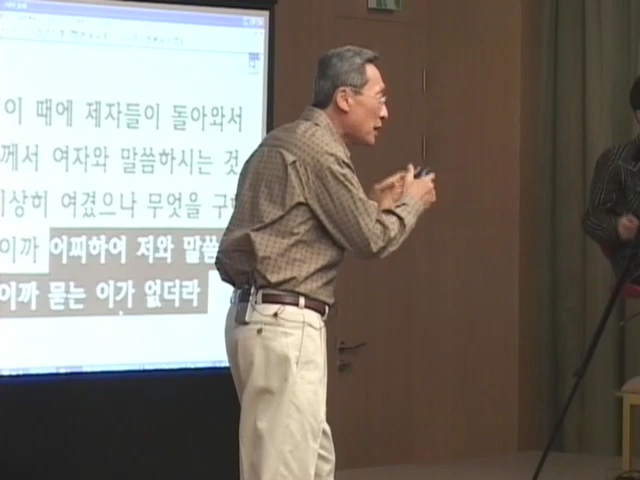 이 때에 제자들이 돌아와서
께서 여자와 말씀하시는 것
이상히 여겼으나 무엇을 구
이까 어찌하여 저와 말씀
이까 묻는 이가 없더라